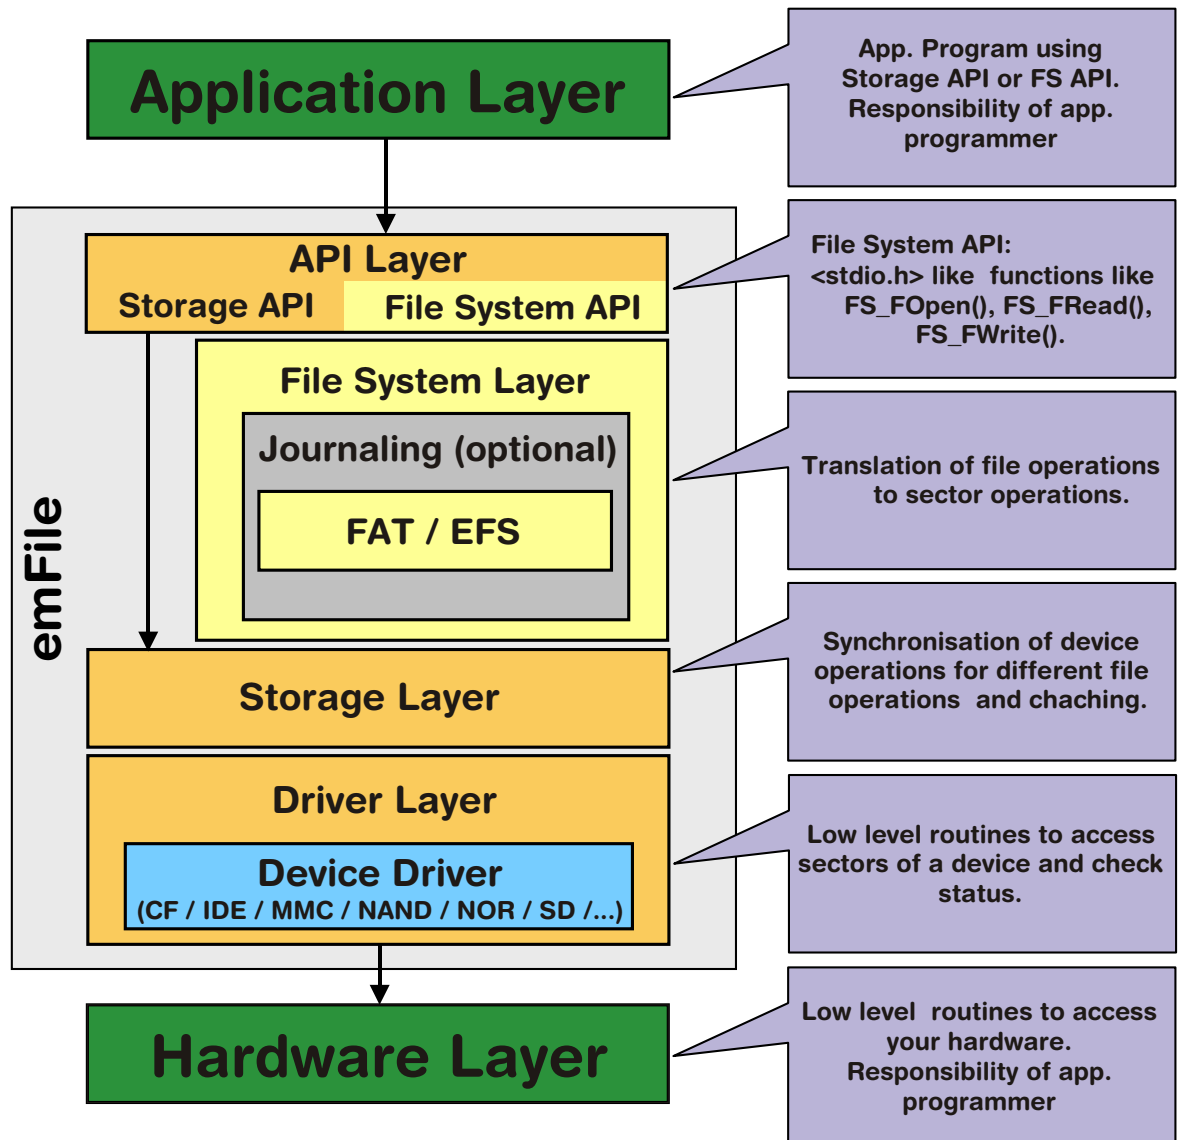 Application Layer
App. Program using
Storage API or FS API.
Responsibility of app.
programmer
emFile
API Layer
Storage API
File System API
File System API:
<stdio.h> like functions like
FS_FOpen(), FS_FRead(),
FS_FWrite().
File System Layer
Journaling (optional)
FAT / EFS
Translation of file operations
to sector operations.
Storage Layer
Synchronisation of device
operations for different file
operations and chaching.
Driver Layer
Device Driver
(CF / IDE / MMC / NAND / NOR / SD /...)
Low level routines to access
sectors of a device and check
status.
Hardware Layer
Low level routines to access
your hardware.
Responsibility of app.
programmer